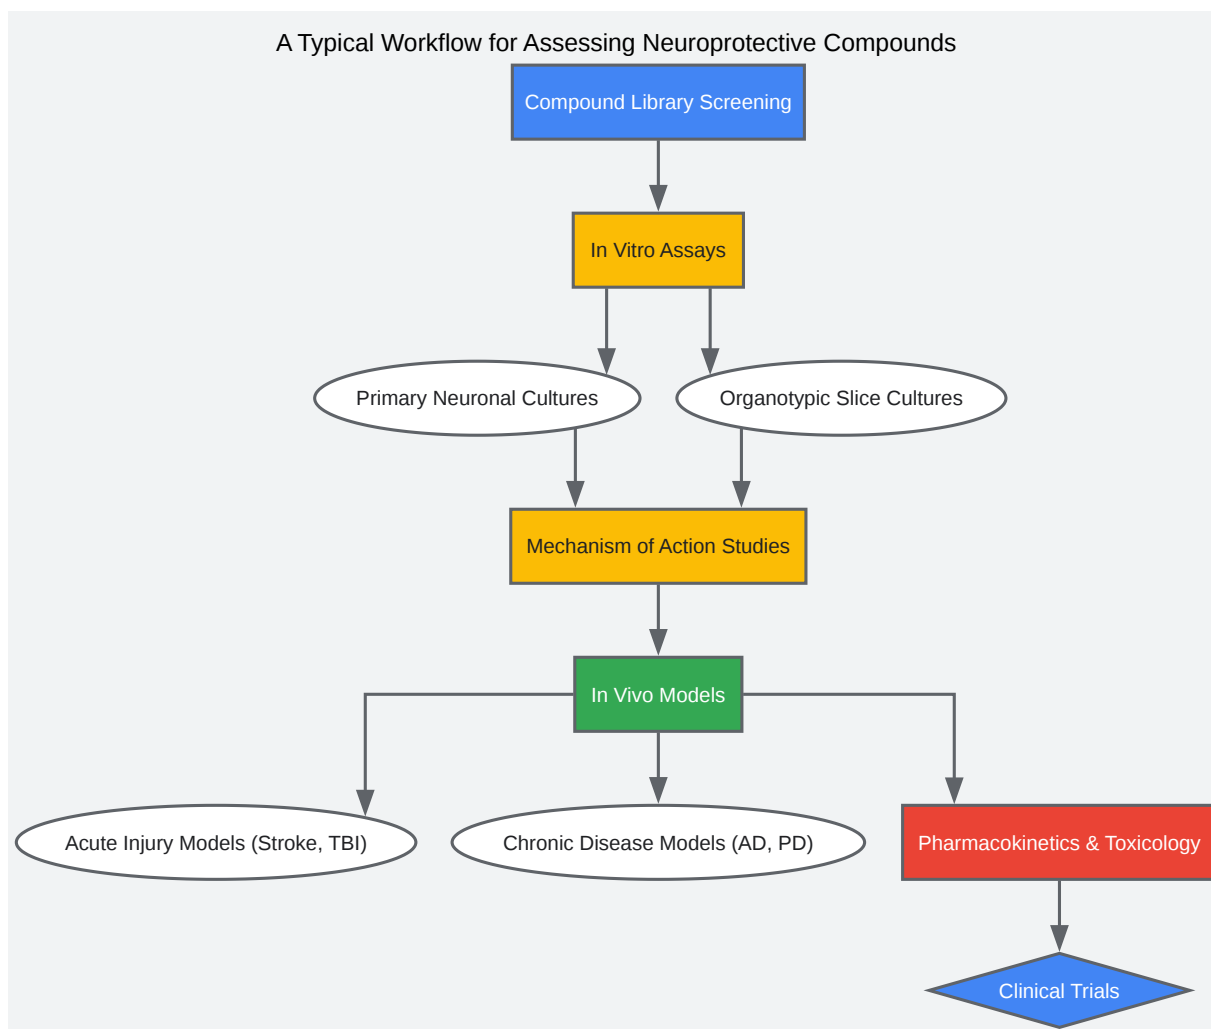 A Typical Workflow for Assessing Neuroprotective Compounds
Compound Library Screening
In Vitro Assays
Primary Neuronal Cultures
Organotypic Slice Cultures
Mechanism of Action Studies
In Vivo Models
Acute Injury Models (Stroke, TBI)
Chronic Disease Models (AD, PD)
Pharmacokinetics & Toxicology
Clinical Trials